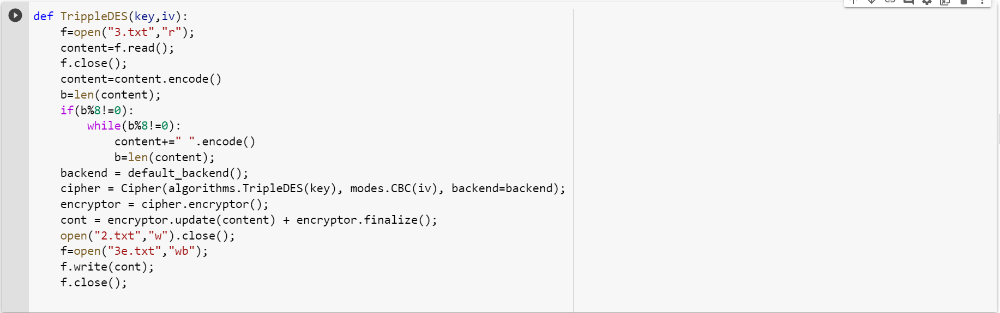 def TrippleDES(key,iv):
    f=open("3.txt","r");
    content=f.read();
    f.close();
    content=content.encode()
    b=len(content);
    if(b%8!=0):
        while(b%8!=0):
            content+=" ".encode()
            b=len(content);
    backend = default_backend();
    cipher = Cipher(algorithms.TripleDES(key), modes.CBC(iv), backend=backend);
    encryptor = cipher.encryptor();
    cont = encryptor.update(content) + encryptor.finalize();
    open("2.txt","w").close();
    f=open("3e.txt","wb");
    f.write(cont);
    f.close();